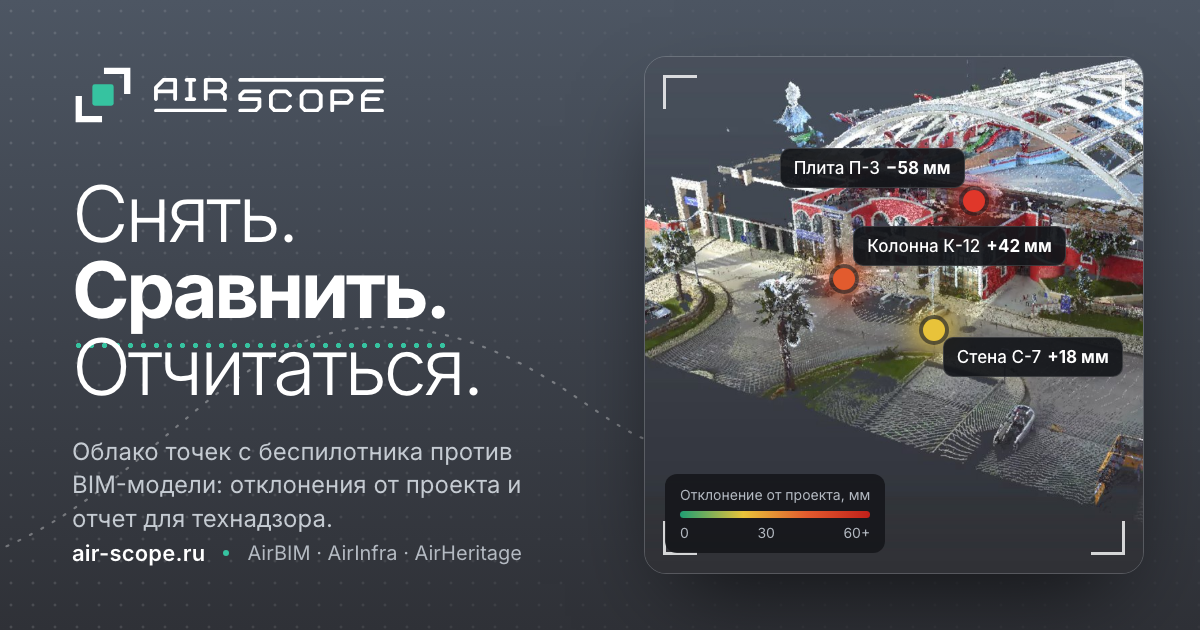 AIR SCOPE
Снять.
Сравнить.
Отчитаться.
Облако точек с беспилотника против
BIM-модели: отклонения от проекта и
отчет для технадзора.
air-scope.ru • AirBIM · AirInfra · AirHeritage
Плита П-3 −58 мм
Колонна К-12 +42 мм
Стена С-7 +18 мм
Отклонение от проекта, мм
0 30 60+